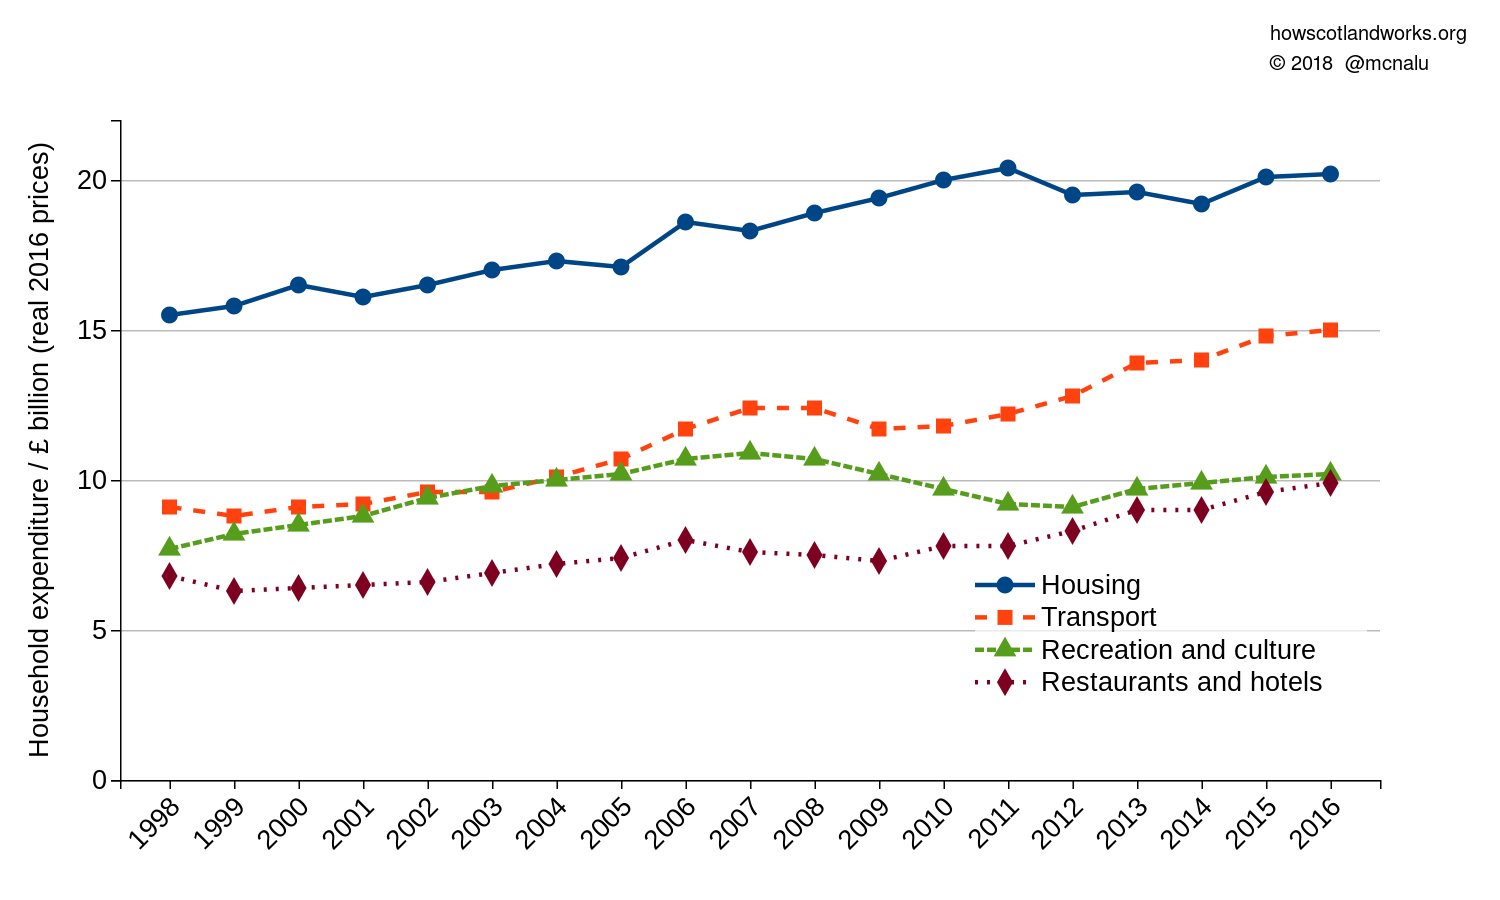 howscotlandworks.org
© 2018 @mcnalu
Household expenditure / £ billion (real 2016 prices)
20
15
10
5
0
Housing
Transport
Recreation and culture
Restaurants and hotels
1998 1999 2000 2001 2002 2003 2004 2005 2006 2007 2008 2009 2010 2011 2012 2013 2014 2015 2016